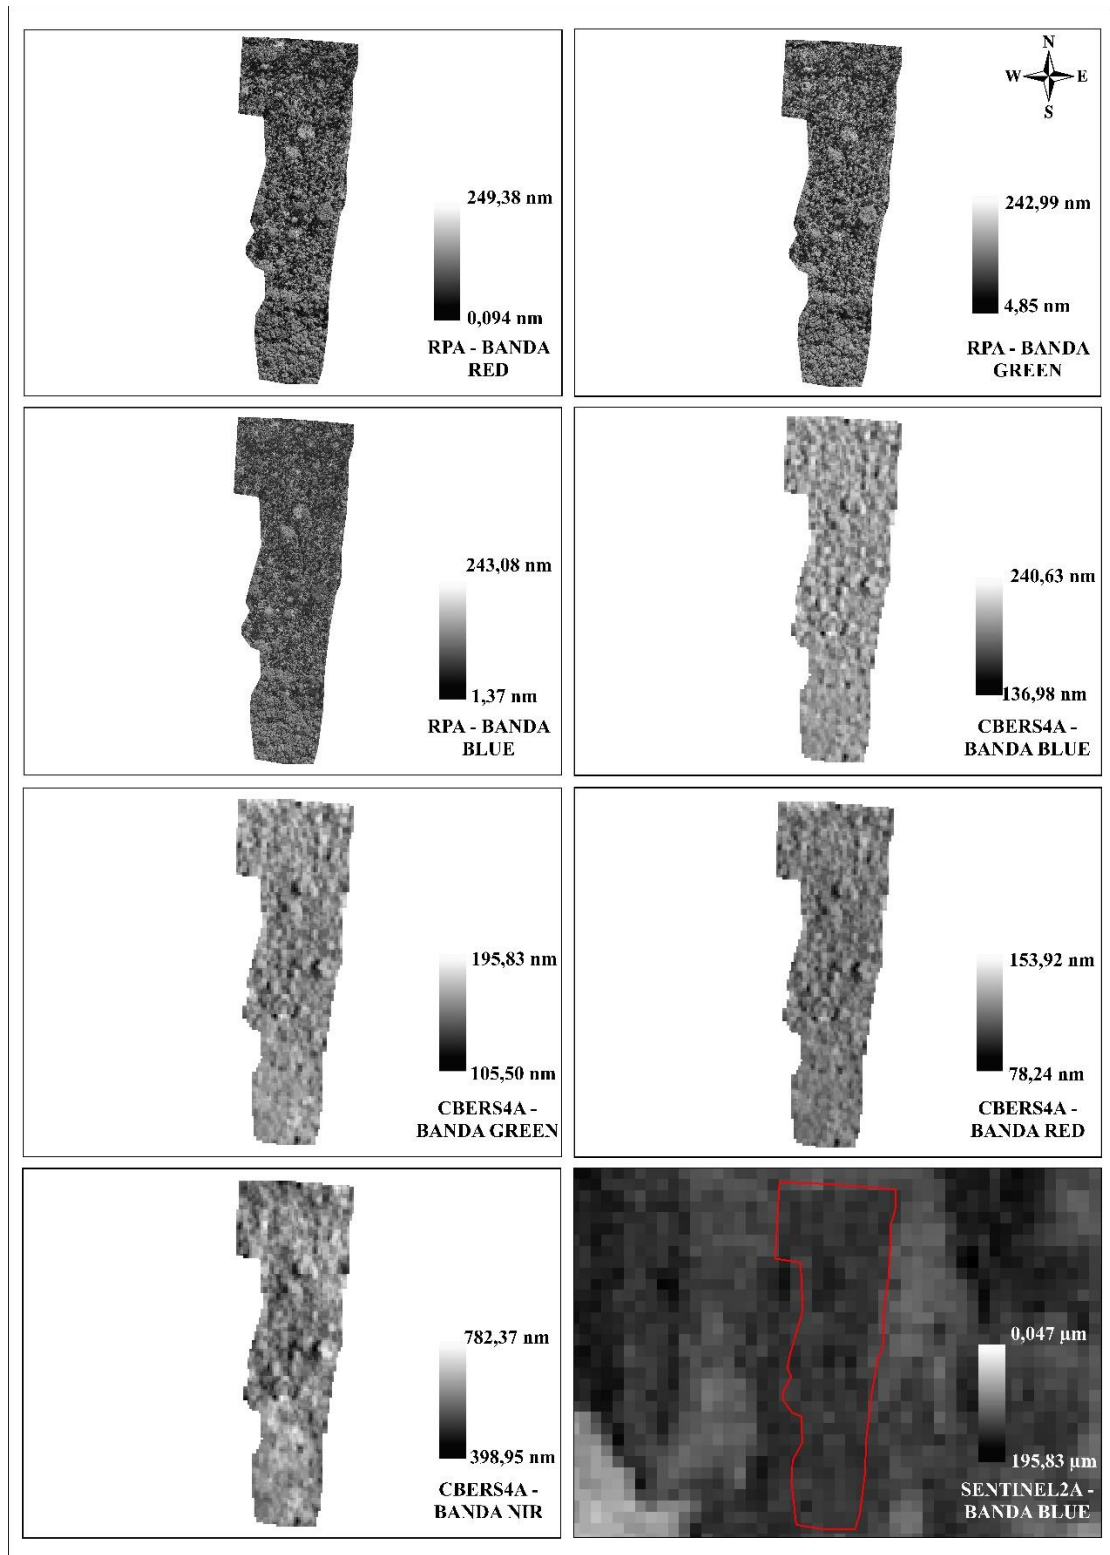 249,38 nm
0,094 nm
RPA - BANDA
RED
N
W E
S
242,99 nm
4,85 nm
RPA - BANDA
GREEN
243,08 nm
1,37 nm
RPA - BANDA
BLUE
240,63 nm
136,98 nm
CBERS4A -
BANDA BLUE
195,83 nm
105,50 nm
CBERS4A -
BANDA GREEN
153,92 nm
78,24 nm
CBERS4A -
BANDA RED
782,37 nm
398,95 nm
CBERS4A -
BANDA NIR
0,047 µm
195,83 µm
SENTINEL2A -
BANDA BLUE